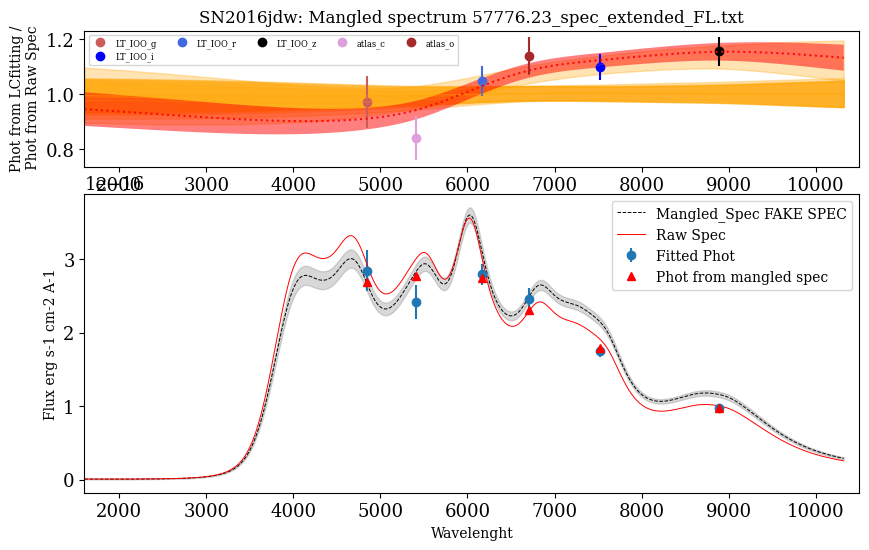 SN2016jdw: Mangled spectrum 57776.23_spec_extended_FL.txt
Phot from LCfitting /
Phot from Raw Spec
1.2
1.0
0.8
LT_IOO_g
LT_IOO_i
LT_IOO_r
LT_IOO_z
atlas_c
atlas_o
2000 3000 4000 5000 6000 7000 8000 9000 10000
1e−16
Flux erg s-1 cm-2 A-1
3
2
1
0
Mangled_Spec FAKE SPEC
Raw Spec
Fitted Phot
Phot from mangled spec
2000 3000 4000 5000 6000 7000 8000 9000 10000
Wavelenght